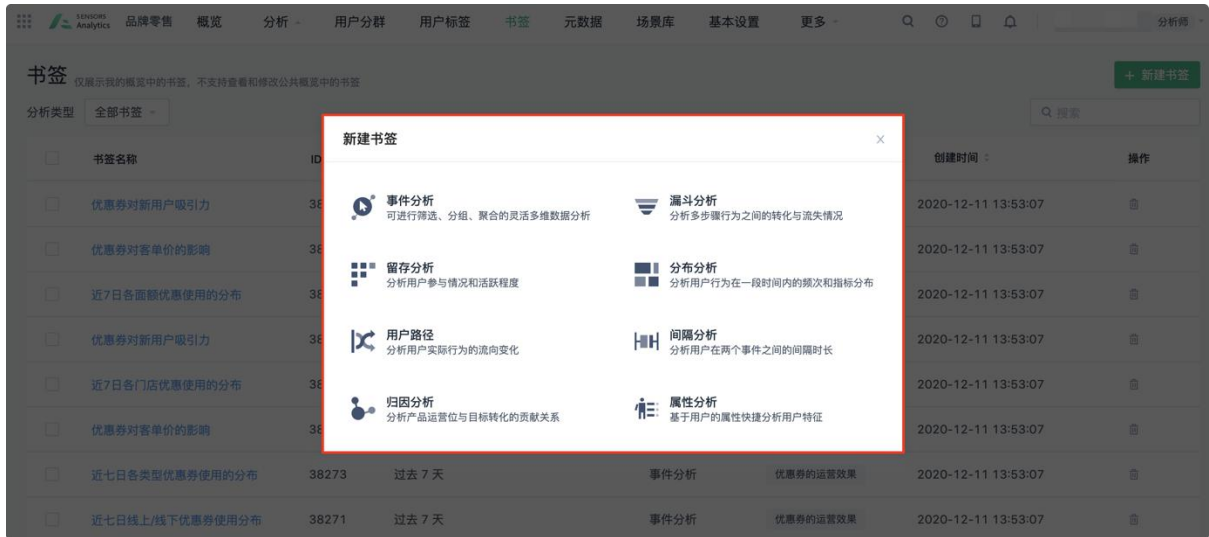 SENSORS
Analytics 品牌零售 概览 分析 用户分群 用户标签 书签 元数据 场景库 基本设置 更多 分析师
书签 仅展示我的概览中的书签，不支持查看和修改公共概览中的书签
+ 新建书签
分析类型 全部书签 搜索
书签名称 ID 创建时间 操作
新建书签
事件分析
可进行筛选、分组、聚合的灵活多维数据分析
漏斗分析
分析多步骤行为之间的转化与流失情况
留存分析
分析用户参与情况和活跃程度
分布分析
分析用户行为在一段时间内的频次和指标分布
用户路径
分析用户实际行为的流向变化
间隔分析
分析用户在两个事件之间的间隔时长
归因分析
分析产品运营位与目标转化的贡献关系
属性分析
基于用户的属性快捷分析用户特征
优惠券对新用户吸引力 38 2020-12-11 13:53:07
优惠券对客单价的影响 38 2020-12-11 13:53:07
近7日各面额优惠使用的分布 38 2020-12-11 13:53:07
优惠券对新用户吸引力 38 2020-12-11 13:53:07
近7日各门店优惠使用的分布 38 2020-12-11 13:53:07
优惠券对客单价的影响 38 2020-12-11 13:53:07
近七日各类型优惠券使用的分布 38273 过去 7 天 事件分析 优惠券的运营效果 2020-12-11 13:53:07
近七日线上/线下优惠券使用分布 38271 过去 7 天 事件分析 优惠券的运营效果 2020-12-11 13:53:07